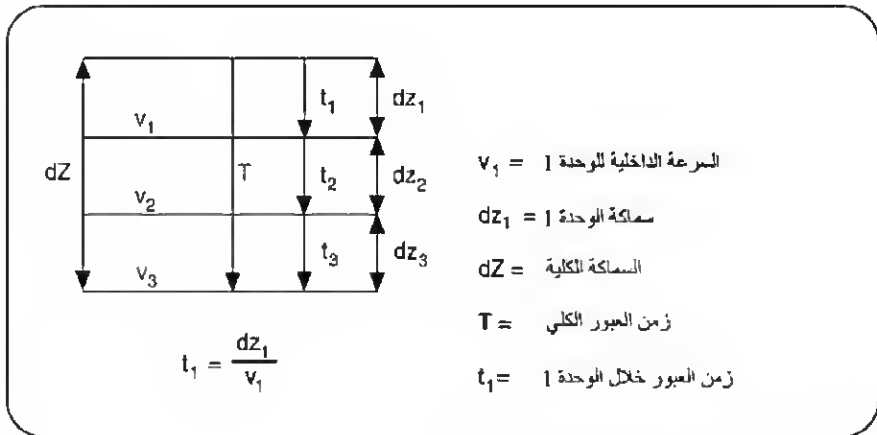 t₁
dz₁
v₁
dZ
T
t₂
dz₂
v₂
t₃
dz₃
v₃
t₁ = dz₁ / v₁
v₁ = السرعة الداخلية للوحدة 1
dz₁ = سماكة الوحدة 1
dZ = السماكة الكلية
T = زمن العبور الكلي
t₁ = زمن العبور خلال الوحدة 1